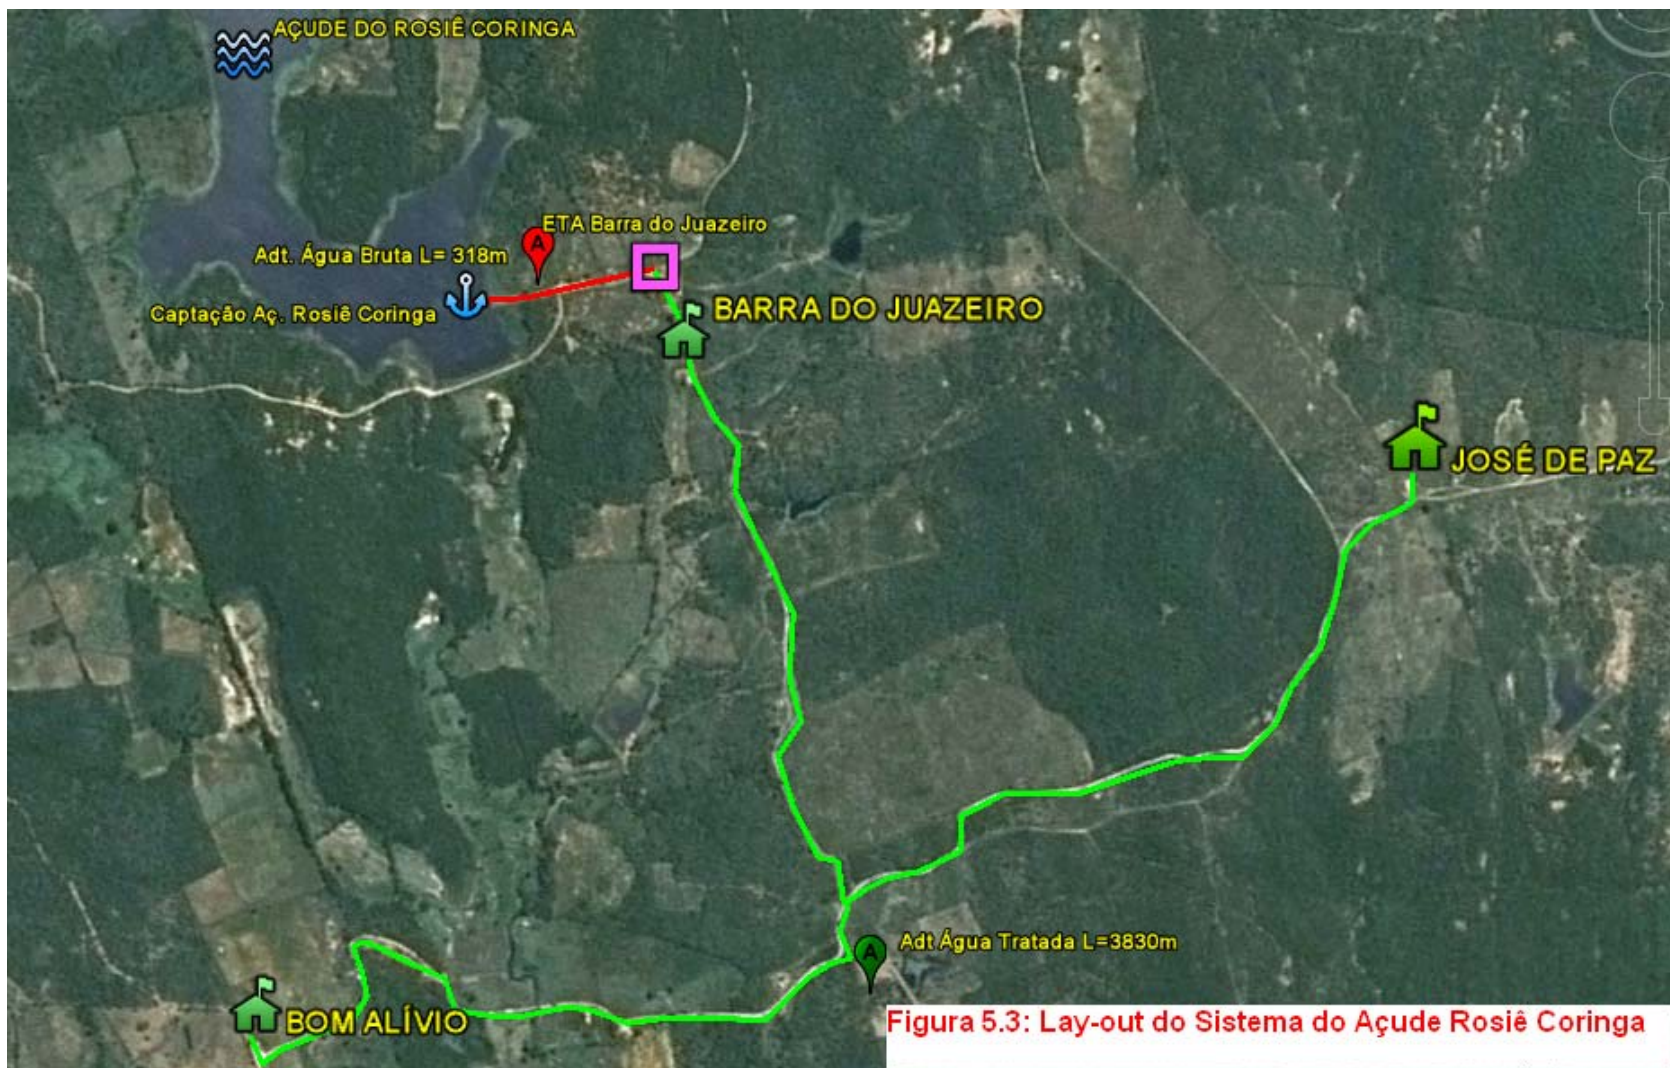 AÇUDE DO ROSIÊ CORINGA
ETA Barra do Juazeiro
A
Adt. Água Bruta L= 318m
Captação Aç. Rosiê Coringa
BARRA DO JUAZEIRO
JOSÉ DE PAZ
Adt Água Tratada L=3830m
A
BOM ALÍVIO
Figura 5.3: Lay-out do Sistema do Açude Rosiê Coringa